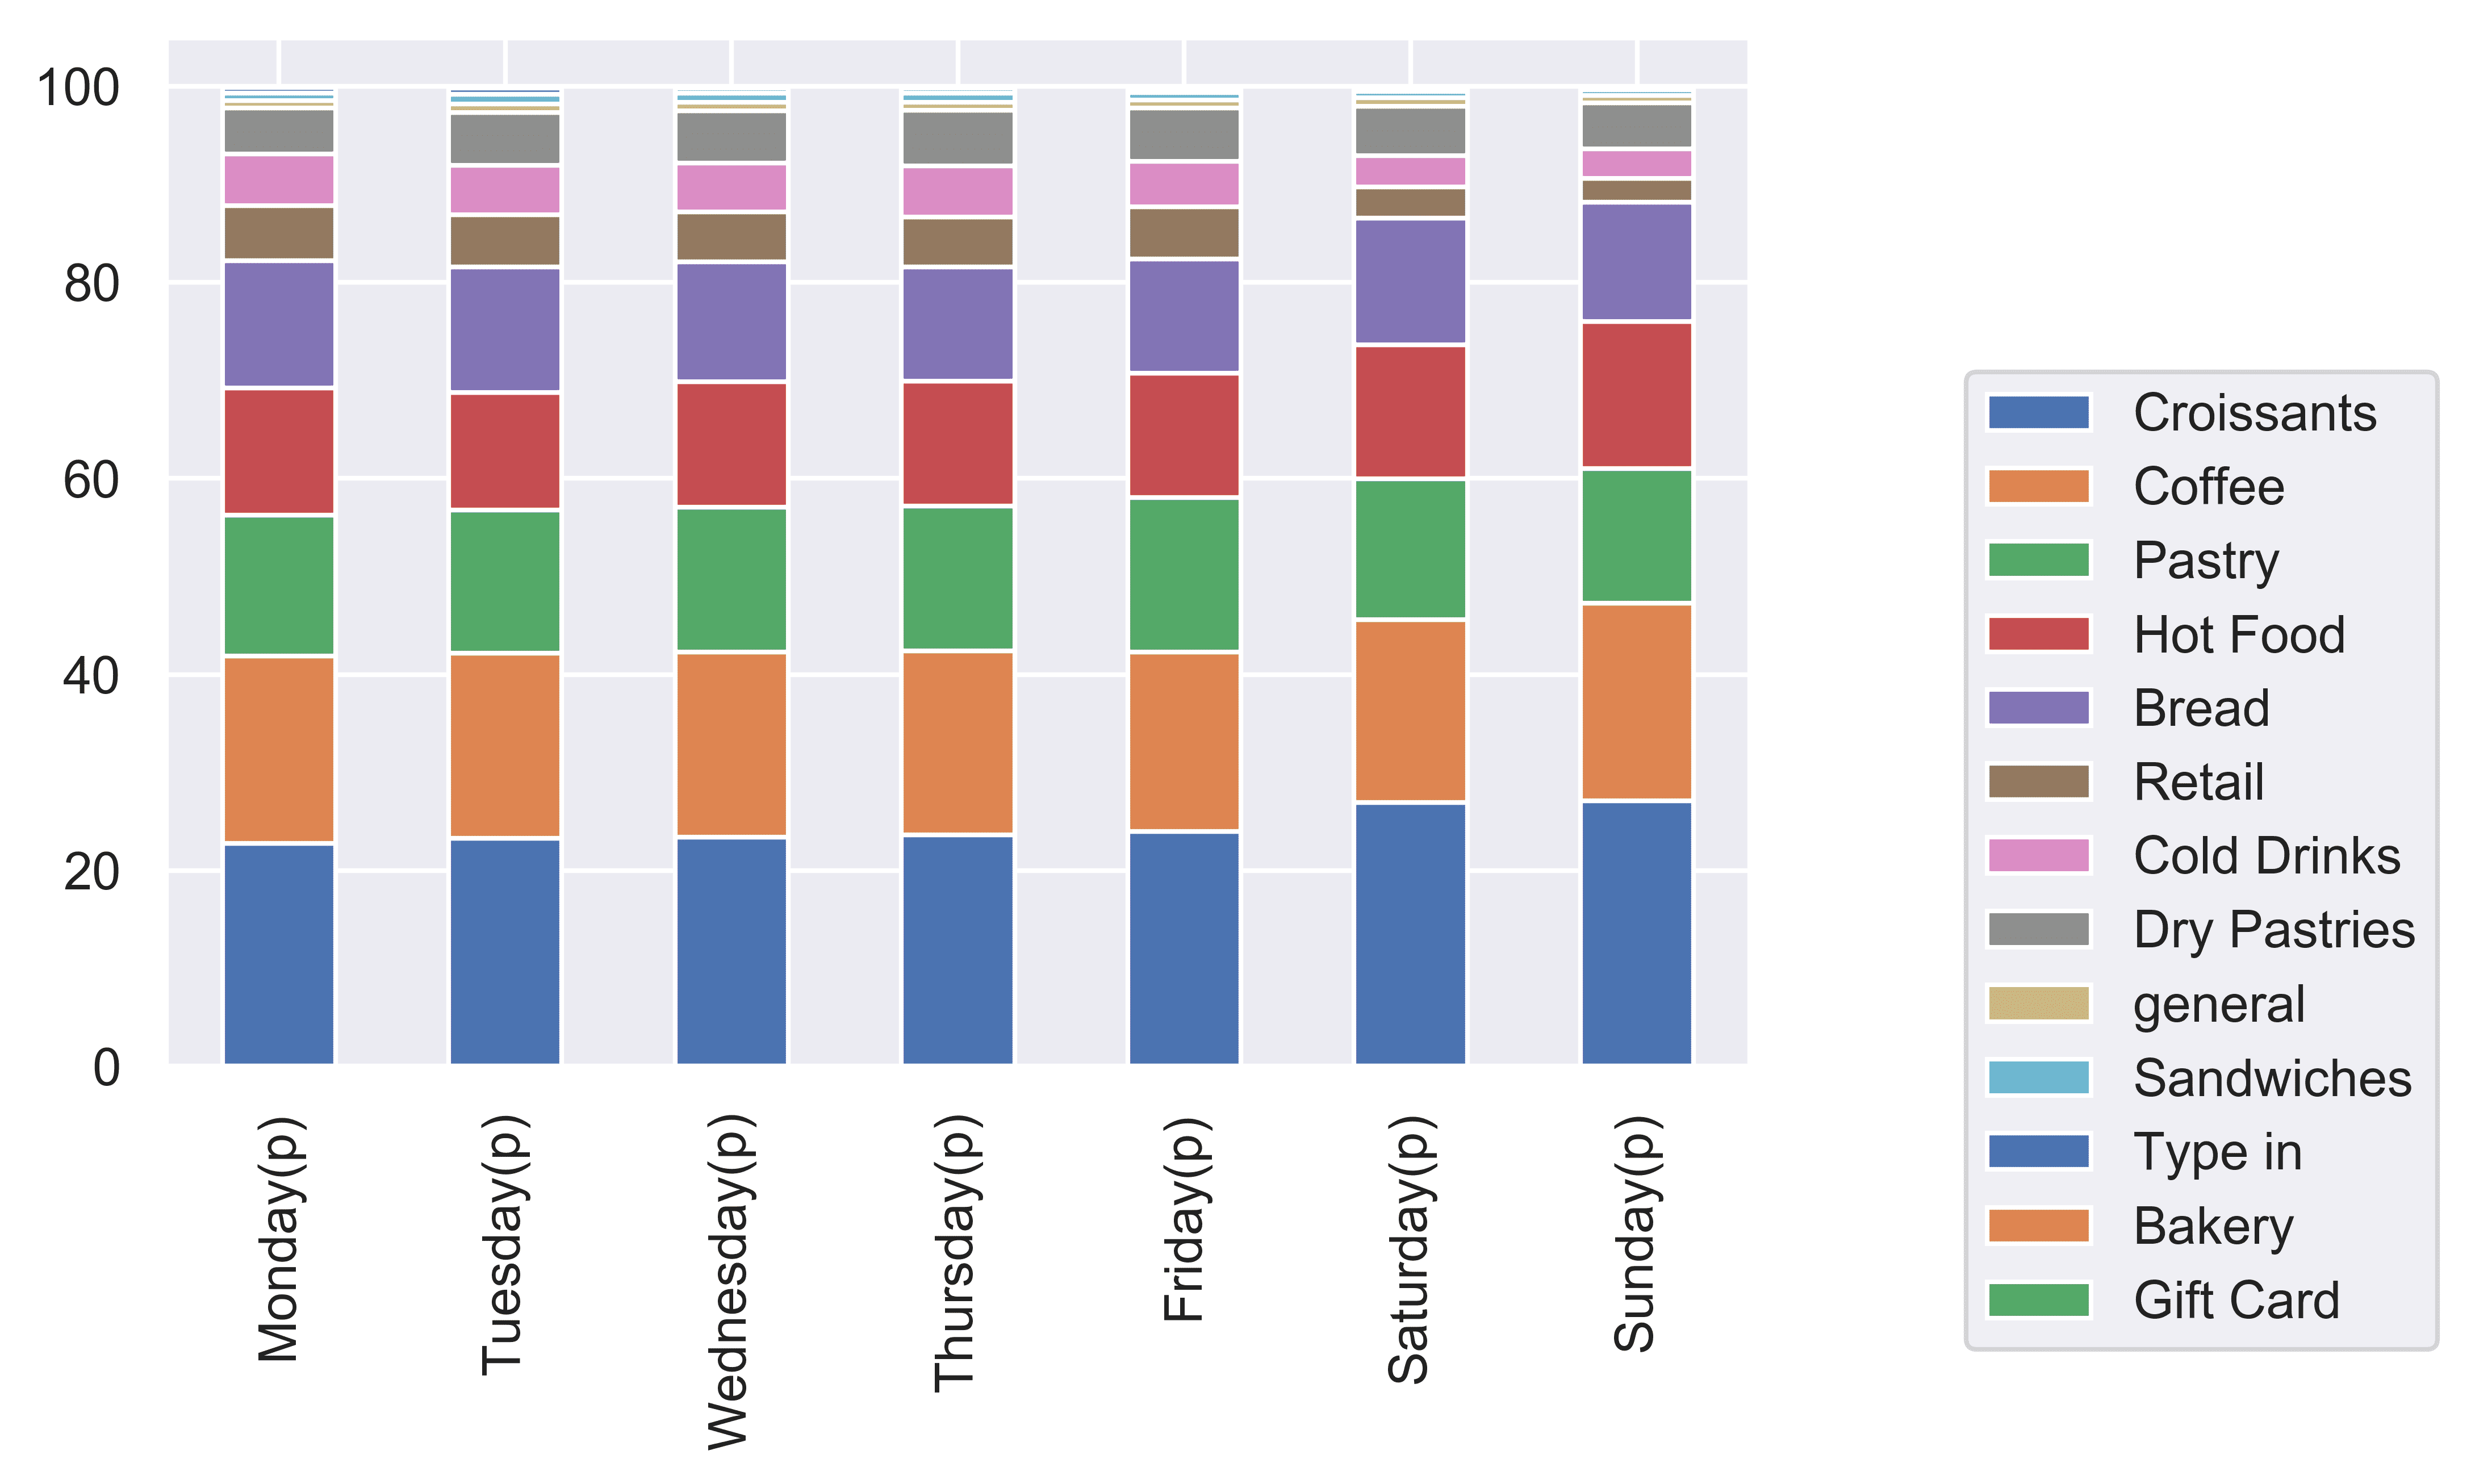 100
80
60
40
20
0
Monday(p)
Tuesday(p)
Wednesday(p)
Thursday(p)
Friday(p)
Saturday(p)
Sunday(p)
Croissants
Coffee
Pastry
Hot Food
Bread
Retail
Cold Drinks
Dry Pastries
general
Sandwiches
Type in
Bakery
Gift Card